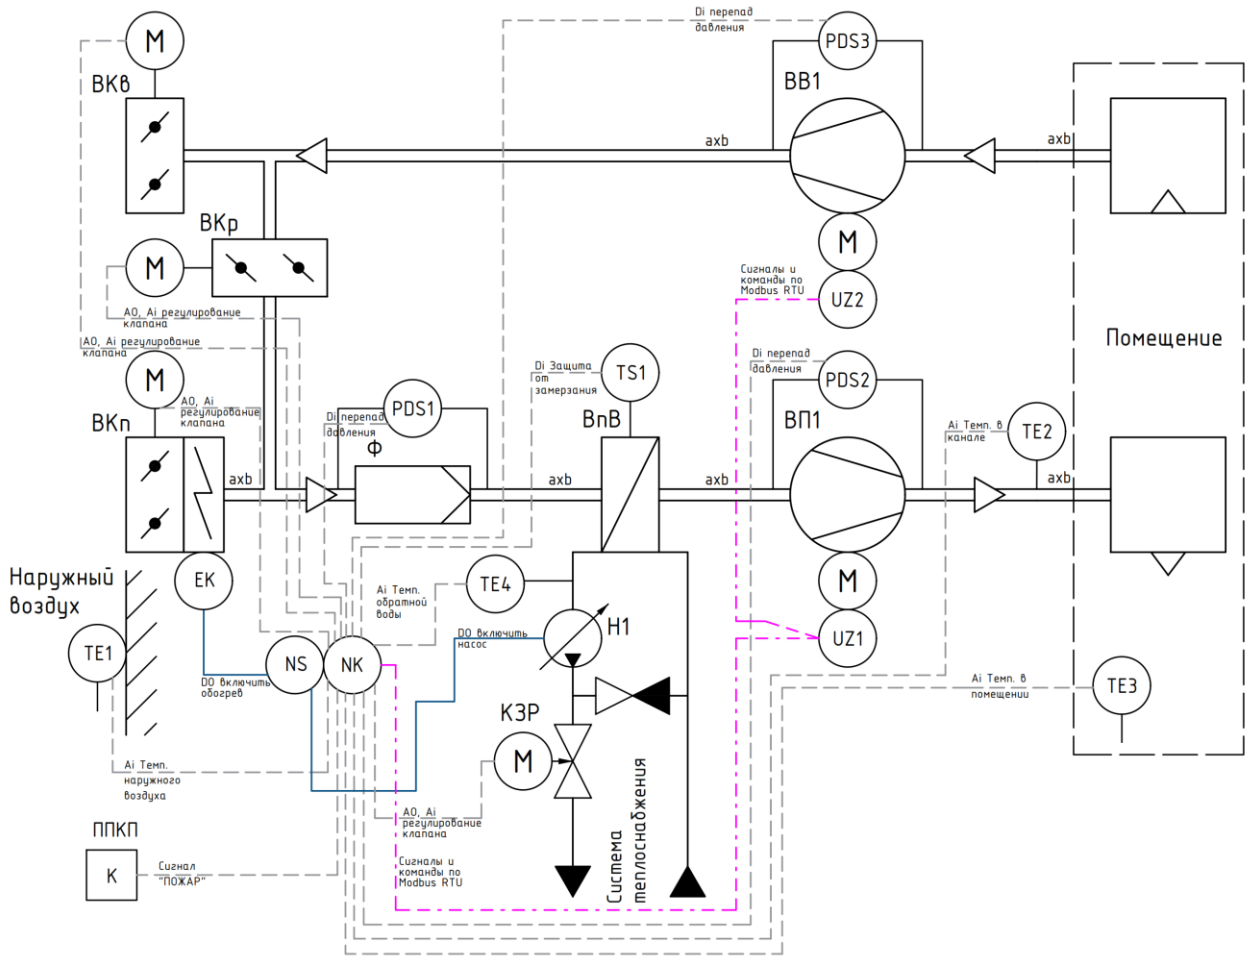 Di перепад
давления
M
PDS3
ВКв
ВВ1
axb
axb
ВКр
M
M
Сигналы и
команды по
Modbus RTU
UZ2
АО, Ai регулирование
клапана
АО, Ai регулирование
клапана
Помещение
M
Di Защита
от
замерзания
TS1
Di перепад
давления
PDS2
АО, Ai
регулирование
клапана
Di перепад
давления
PDS1
ВпВ
ВП1
Ai Темп. в
канале
TE2
ВКп
Ф
axb
axb
axb
axb
Наружный
воздух
EK
Ai Темп.
обратной
воды
TE4
M
H1
DO включить
насос
UZ1
TE1
NS
NK
DO включить
обогрев
Ai Темп. в
помещении
TE3
КЗР
M
Ai Темп.
наружного
воздуха
АО, Ai
регулирование
клапана
Система
теплоснабжения
ППКП
К
Сигнал
"ПОЖАР"
Сигналы и
команды по
Modbus RTU